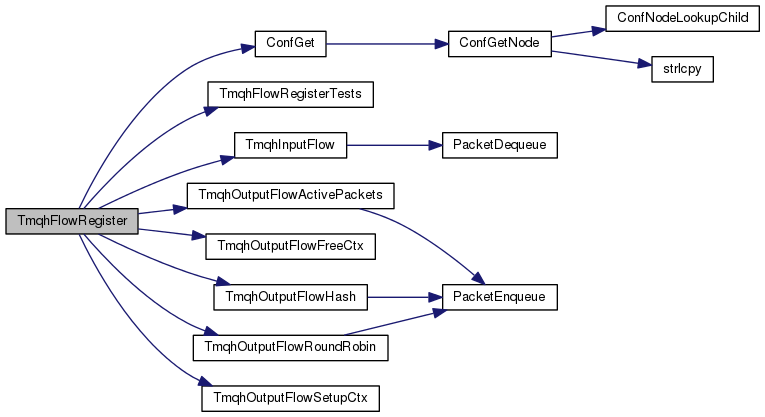 ConfNodeLookupChild
ConfGet
ConfGetNode
strlcpy
TmqhFlowRegisterTests
TmqhInputFlow
PacketDequeue
TmqhOutputFlowActivePackets
TmqhFlowRegister
TmqhOutputFlowFreeCtx
TmqhOutputFlowHash
PacketEnqueue
TmqhOutputFlowRoundRobin
TmqhOutputFlowSetupCtx